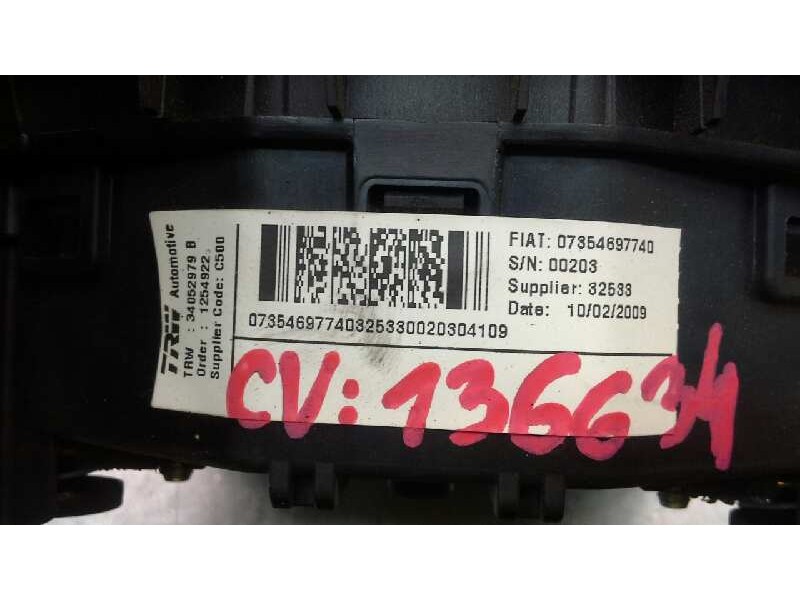 TRW Automotive
TRW : 34052979 B
Order : 1254922
Supplier Code: C500
FIAT: 07354697740
S/N: 00203
Supplier: 32533
Date: 10/02/2009
07354697740325330020304109
CV: 136634